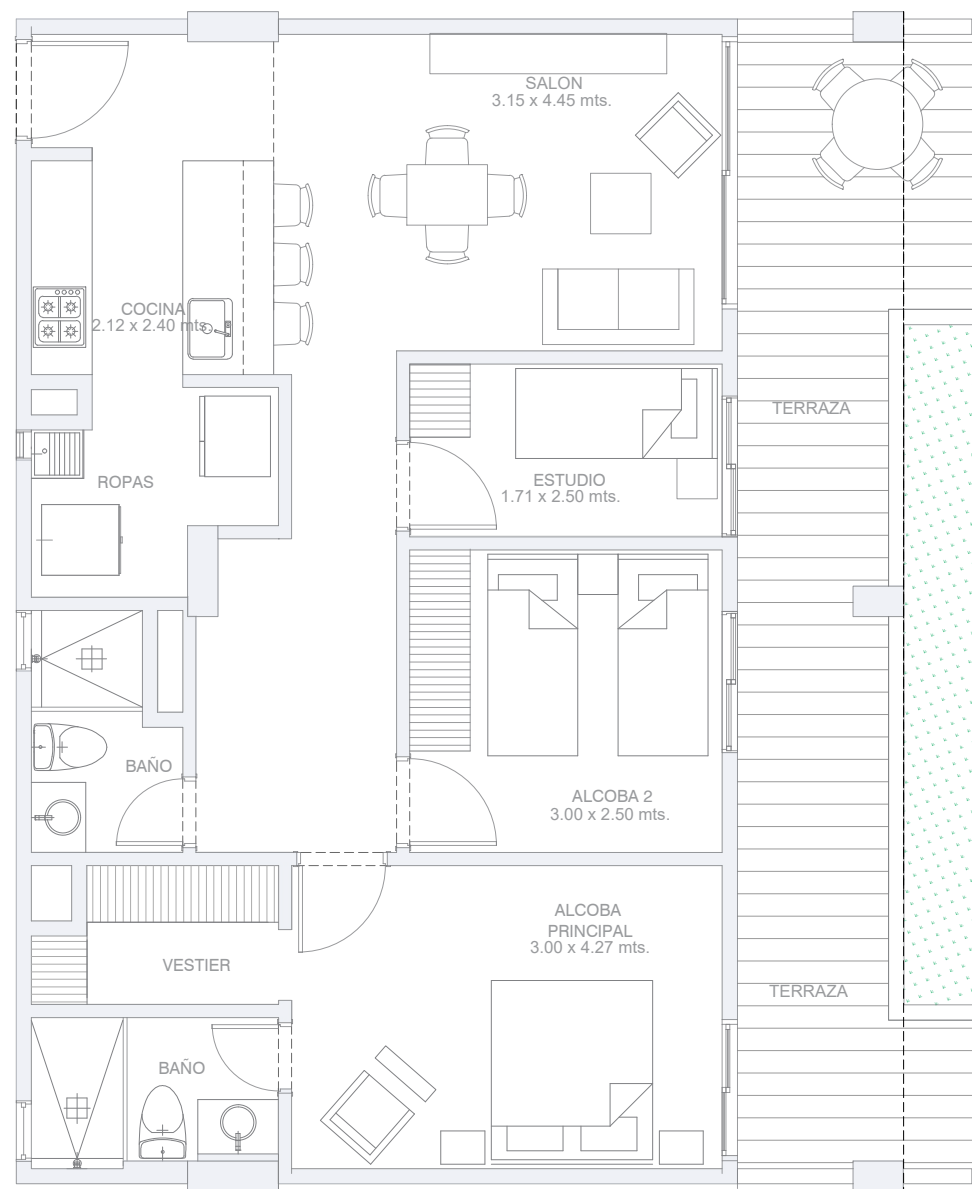 SALON
3.15 x 4.45 mts.
COCINA
2.12 x 2.40 mts.
TERRAZA
ESTUDIO
1.71 x 2.50 mts.
ROPAS
BAÑO
ALCOBA 2
3.00 x 2.50 mts.
ALCOBA
PRINCIPAL
3.00 x 4.27 mts.
VESTIER
TERRAZA
BAÑO